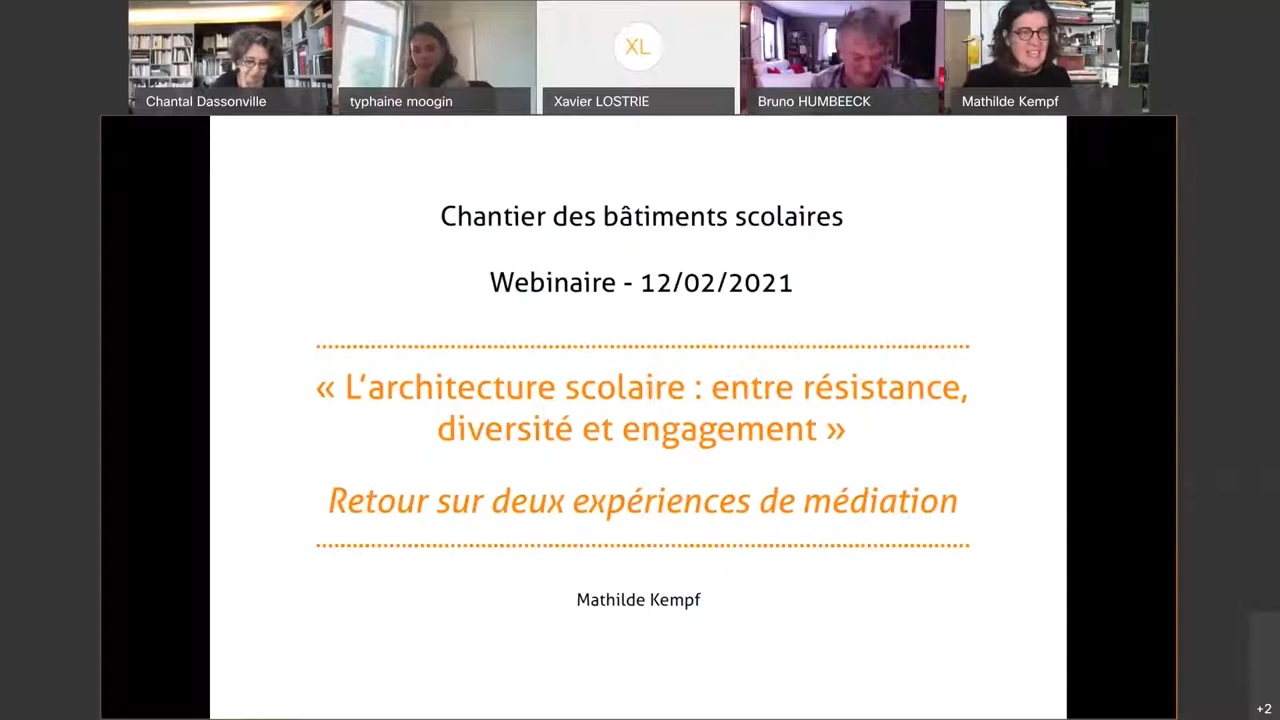 XL
Chantal Dassonville
typhaine moogin
Xavier LOSTRIE
Bruno HUMBEECK
Mathilde Kempf
Chantier des bâtiments scolaires
Webinaire - 12/02/2021
« L’architecture scolaire : entre résistance,
diversité et engagement »
Retour sur deux expériences de médiation
Mathilde Kempf
+2